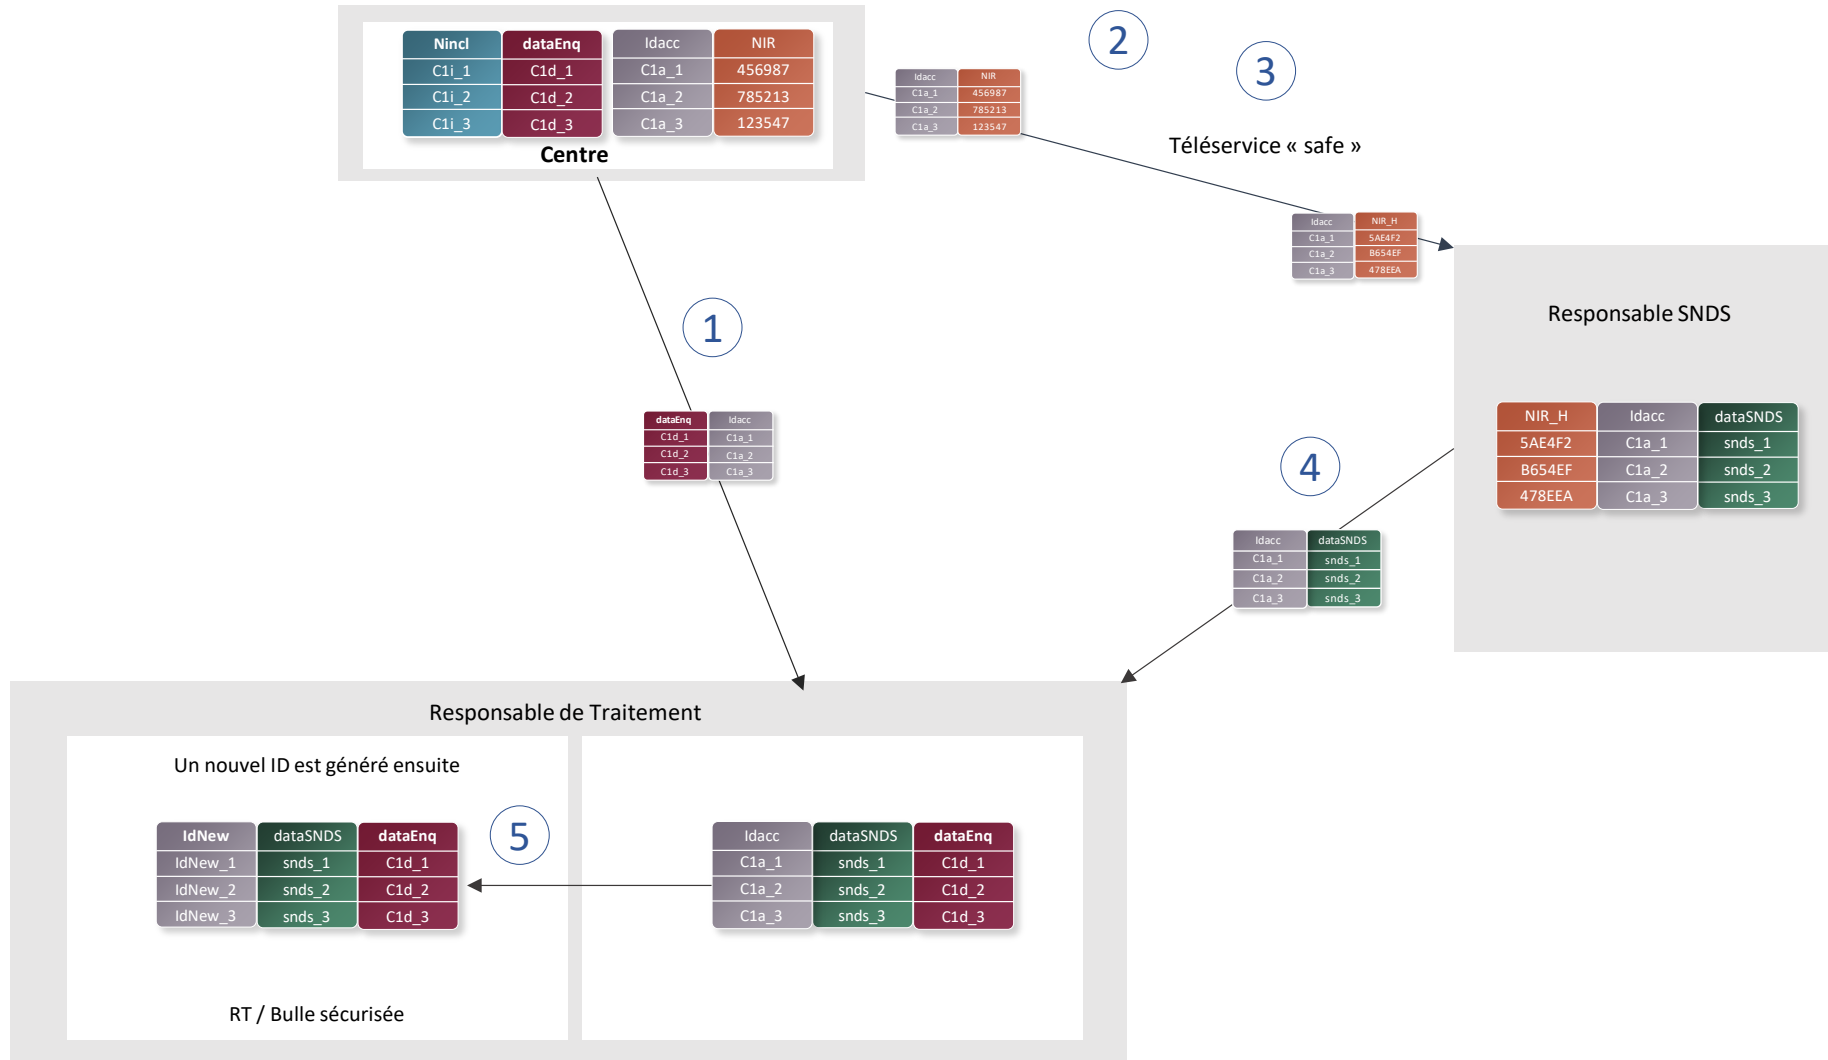 Nincl dataEnq Idacc NIR
C1i_1 C1d_1 C1a_1 456987
C1i_2 C1d_2 C1a_2 785213
C1i_3 C1d_3 C1a_3 123547
Centre
2
3
Idacc NIR
C1a_1 456987
C1a_2 785213
C1a_3 123547
Téléservice « safe »
Idacc NIR_H
C1a_1 5AE4F2
C1a_2 B654EF
C1a_3 478EEA
1
Responsable SNDS
dataEnq Idacc
C1d_1 C1a_1
C1d_2 C1a_2
C1d_3 C1a_3
NIR_H Idacc dataSNDS
5AE4F2 C1a_1 snds_1
B654EF C1a_2 snds_2
478EEA C1a_3 snds_3
4
Idacc dataSNDS
C1a_1 snds_1
C1a_2 snds_2
C1a_3 snds_3
Responsable de Traitement
Un nouvel ID est généré ensuite
IdNew dataSNDS dataEnq
IdNew_1 snds_1 C1d_1
IdNew_2 snds_2 C1d_2
IdNew_3 snds_3 C1d_3
5
Idacc dataSNDS dataEnq
C1a_1 snds_1 C1d_1
C1a_2 snds_2 C1d_2
C1a_3 snds_3 C1d_3
RT / Bulle sécurisée